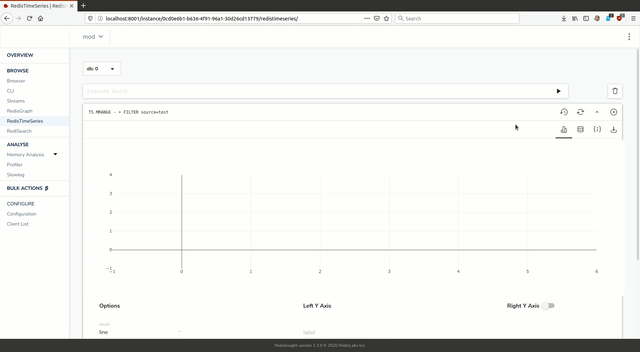 RedisTimeSeries - RedisIn
localhost:8001/instance/0cd0e6b1-b636-4f91-96a1-30d26cd13779/redistimeseries/
Search
mod
OVERVIEW
BROWSE
Browser
CLI
Streams
RedisGraph
RedisTimeSeries
RediSearch
ANALYSE
Memory Analysis
Profiler
Slowlog
BULK ACTIONS β
CONFIGURE
Configuration
Client List
db: 0
Execute Query
TS.MRANGE - + FILTER source=test
4
3
2
1
0
-1
-1 0 1 2 3 4 5 6
Options
Left Y Axis
Right Y Axis
line
label
RedisInsight version 1.3.0 © 2020 RedisLabs Inc.